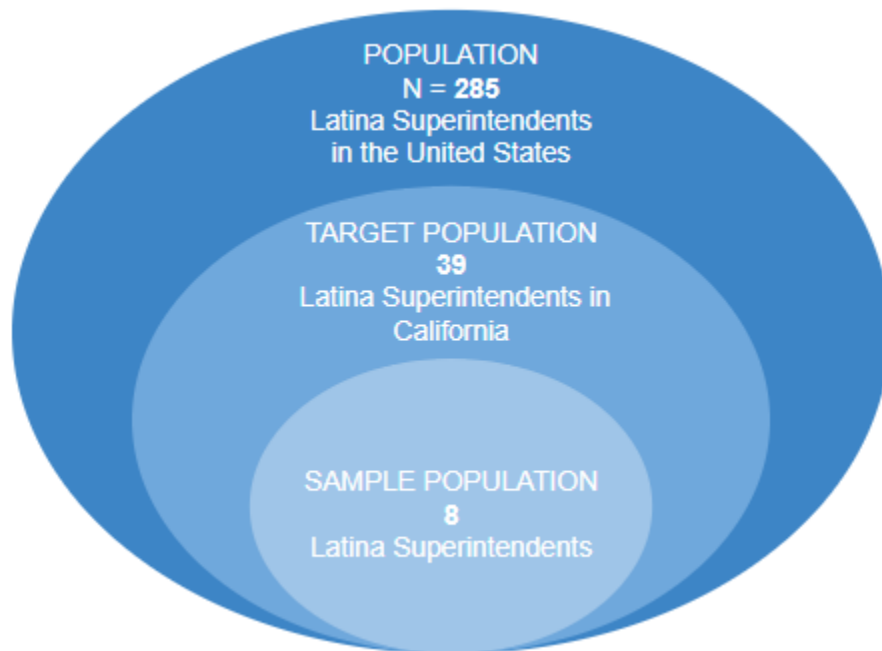 POPULATION
N = 285
Latina Superintendents
in the United States
TARGET POPULATION
39
Latina Superintendents in
California
SAMPLE POPULATION
8
Latina Superintendents